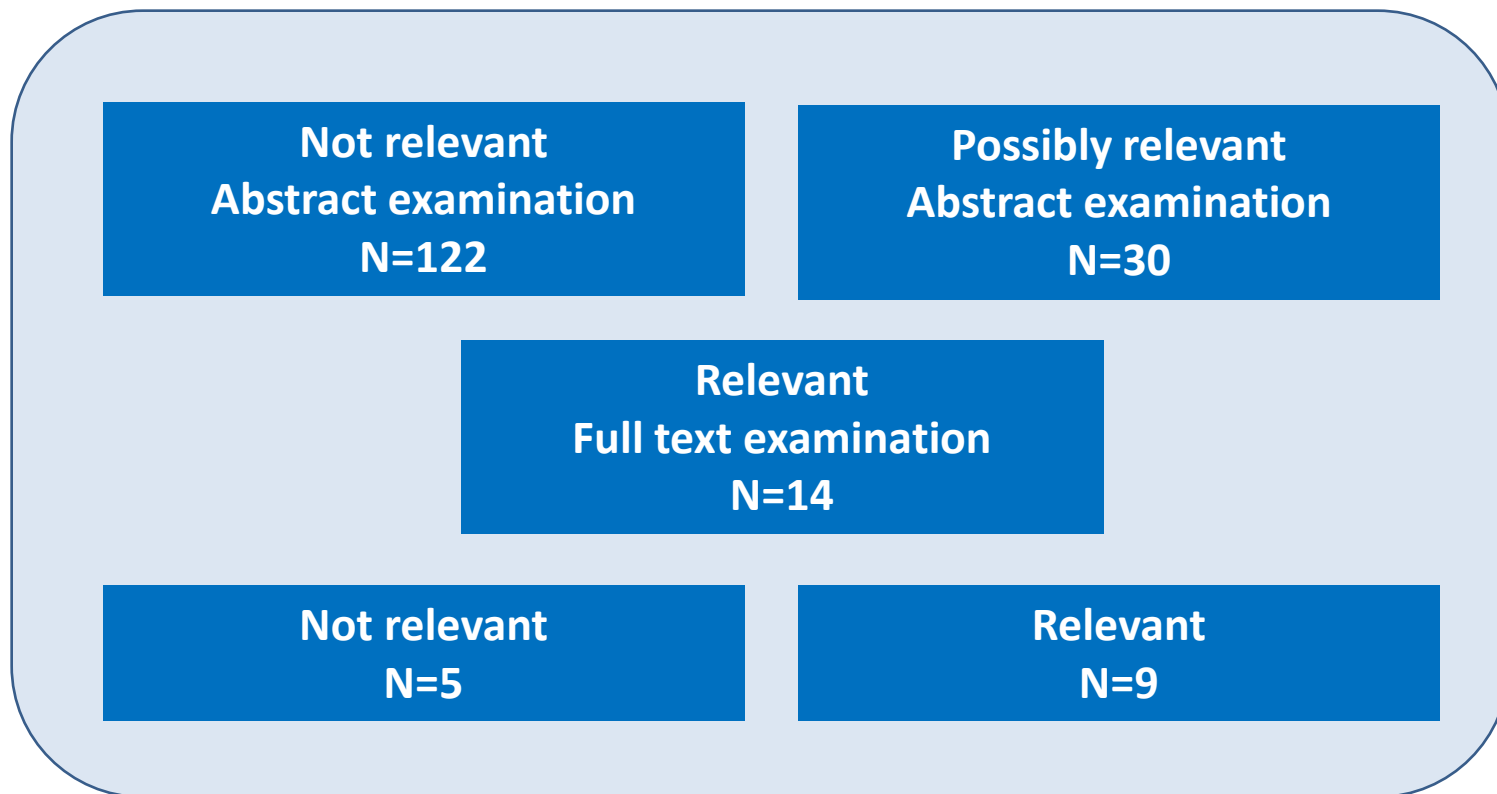 Not relevant
Abstract examination
N=122
Possibly relevant
Abstract examination
N=30
Relevant
Full text examination
N=14
Not relevant
N=5
Relevant
N=9